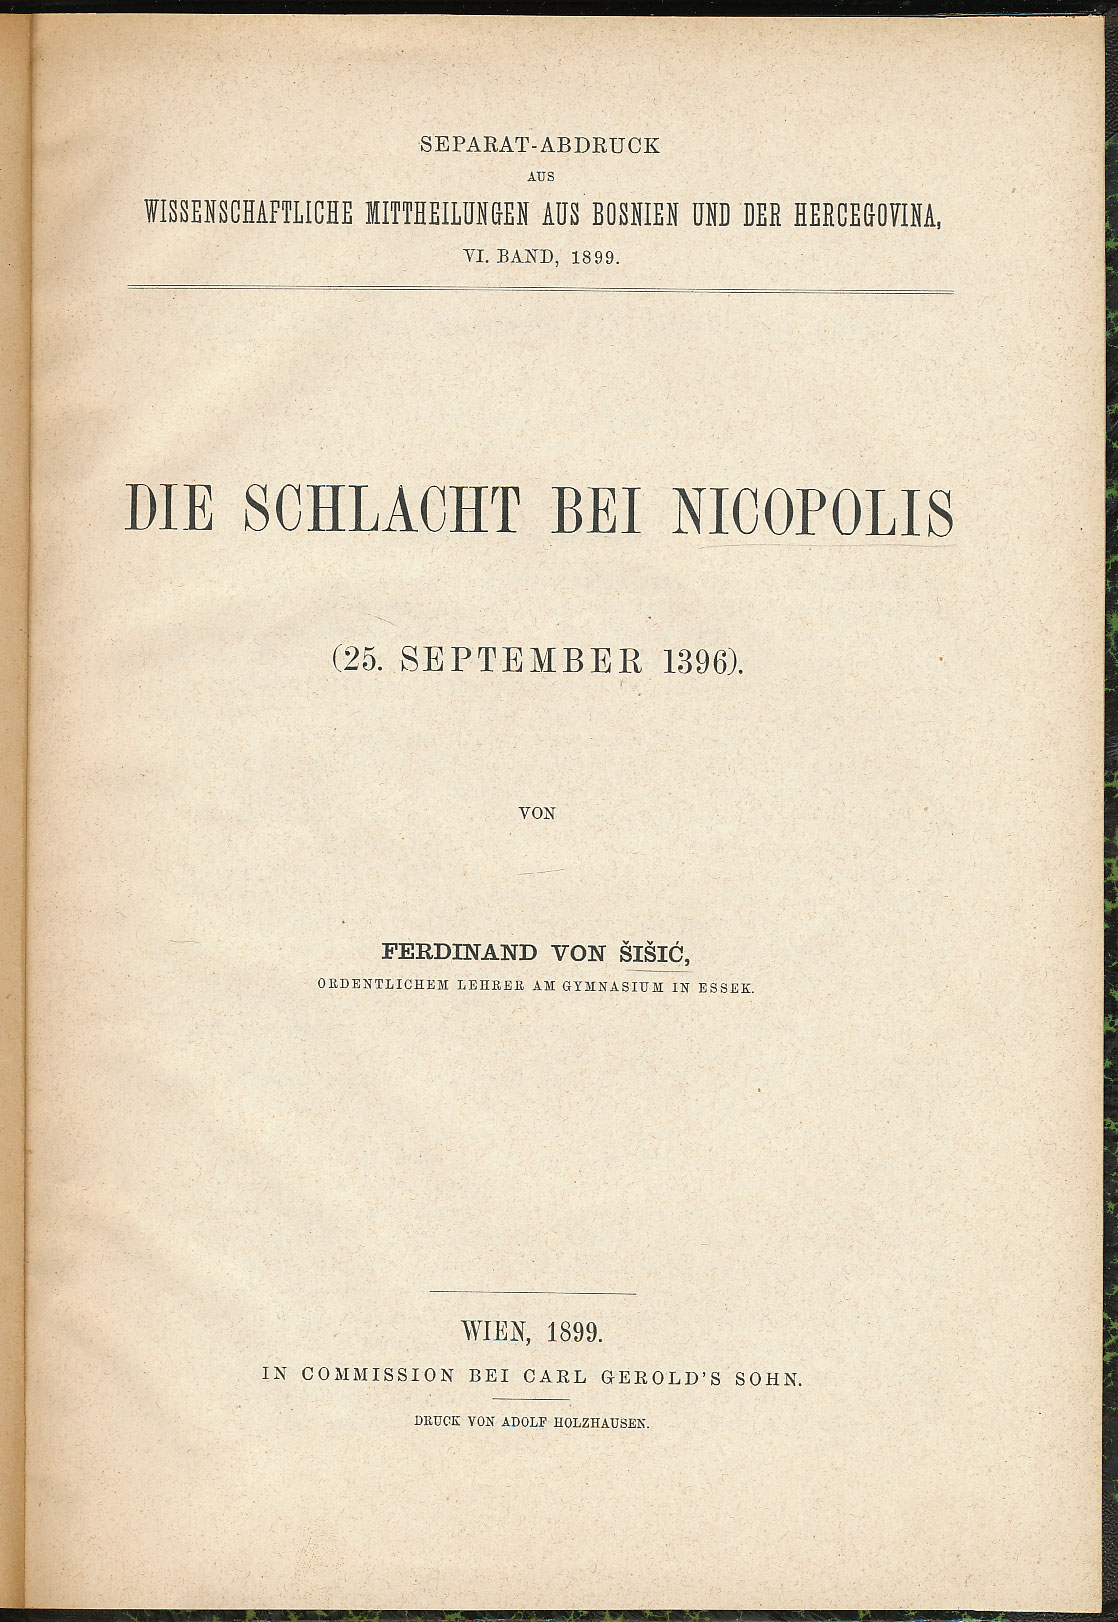 SEPARAT-ABDRUCK
AUS
WISSENSCHAFTLICHE MITTHEILUNGEN AUS BOSNIEN UND DER HERCEGOVINA,
VI. BAND, 1899.
DIE SCHLACHT BEI NICOPOLIS
(25. SEPTEMBER 1396).
VON
FERDINAND VON ŠIŠIĆ,
ORDENTLICHEM LEHRER AM GYMNASIUM IN ESSEK.
WIEN, 1899.
IN COMMISSION BEI CARL GEROLD'S SOHN.
DRUCK VON ADOLF HOLZHAUSEN.